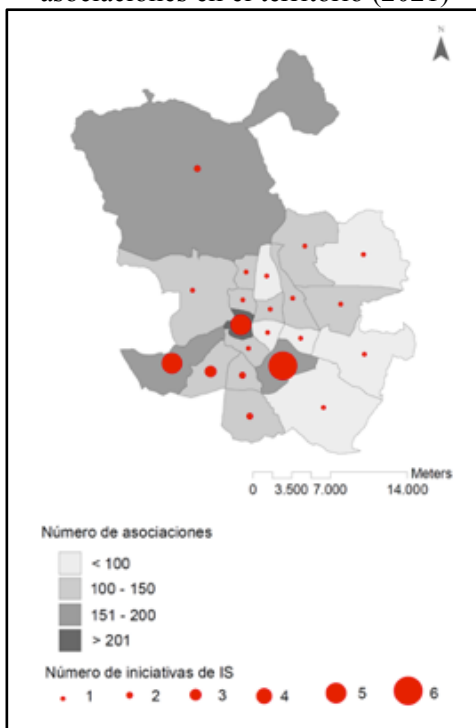 asociaciones en el territorio (2021)
N
Meters
0 3.500 7.000 14.000
Número de asociaciones
< 100
100 - 150
151 - 200
> 201
Número de iniciativas de IS
1 2 3 4 5 6